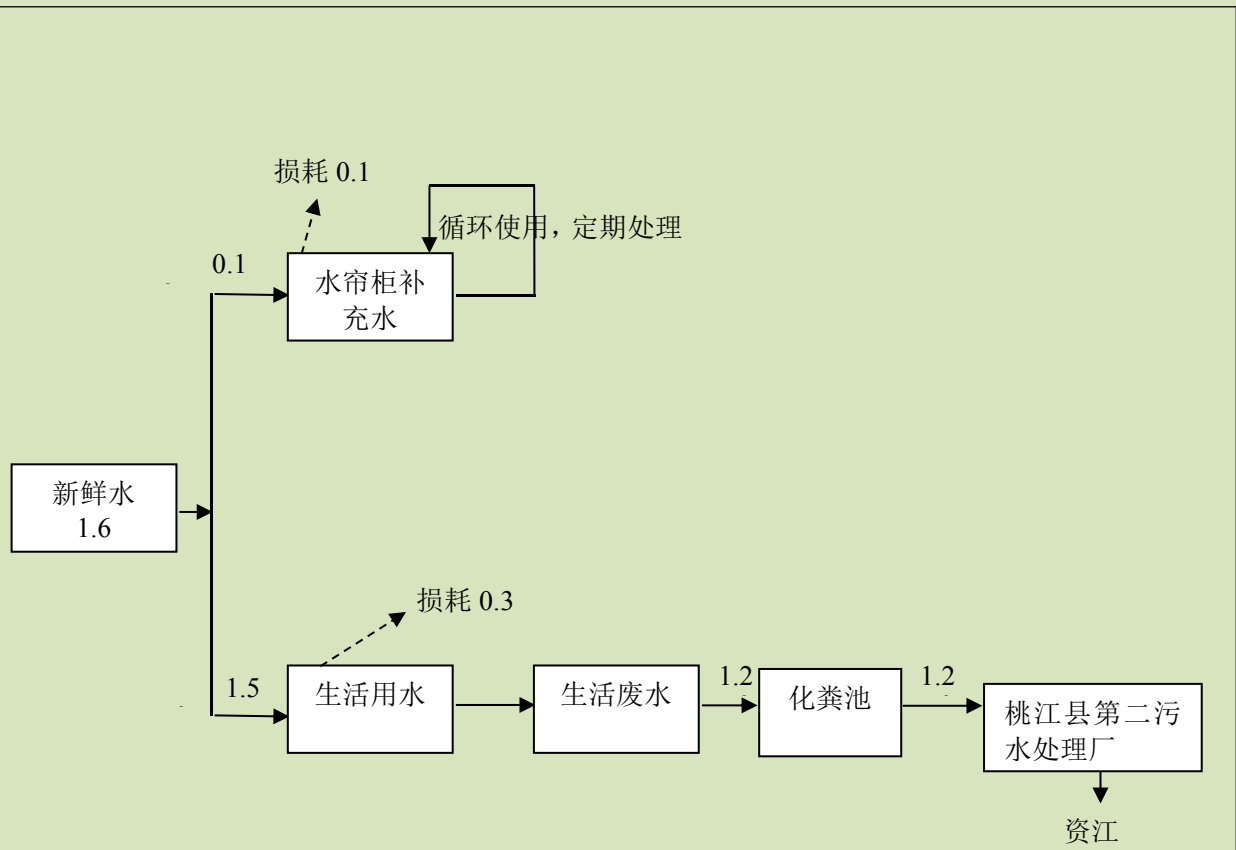 损耗 0.1
循环使用，定期处理
0.1
水帘柜补
充水
新鲜水
1.6
损耗 0.3
1.5
生活用水
生活废水
1.2
化粪池
1.2
桃江县第二污
水处理厂
资江